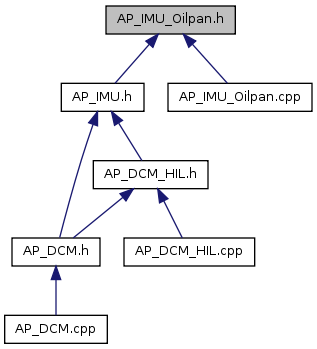 AP_IMU_Oilpan.h
AP_IMU.h
AP_IMU_Oilpan.cpp
AP_DCM_HIL.h
AP_DCM.h
AP_DCM_HIL.cpp
AP_DCM.cpp